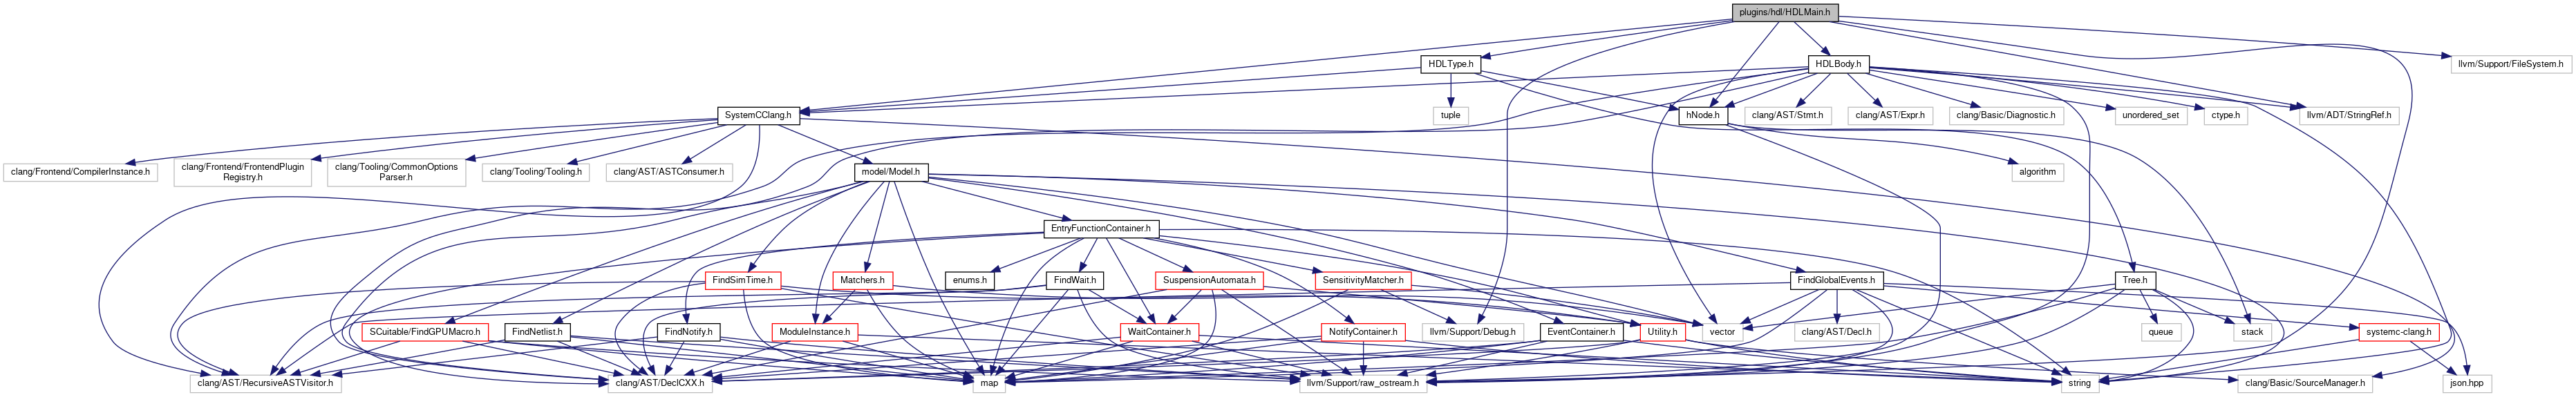 plugins/hdl/HDLMain.h
HDLType.h
HDLBody.h
llvm/Support/FileSystem.h
SystemCClang.h
tuple
hNode.h
clang/AST/Stmt.h
clang/AST/Expr.h
clang/Basic/Diagnostic.h
unordered_set
ctype.h
llvm/ADT/StringRef.h
clang/Frontend/CompilerInstance.h
clang/Frontend/FrontendPlugin
Registry.h
clang/Tooling/CommonOptions
Parser.h
clang/Tooling/Tooling.h
clang/AST/ASTConsumer.h
model/Model.h
algorithm
EntryFunctionContainer.h
FindSimTime.h
Matchers.h
enums.h
FindWait.h
SuspensionAutomata.h
SensitivityMatcher.h
FindGlobalEvents.h
Tree.h
SCuitable/FindGPUMacro.h
FindNetlist.h
FindNotify.h
ModuleInstance.h
WaitContainer.h
NotifyContainer.h
llvm/Support/Debug.h
EventContainer.h
Utility.h
vector
clang/AST/Decl.h
queue
stack
systemc-clang.h
clang/AST/RecursiveASTVisitor.h
clang/AST/DeclCXX.h
map
llvm/Support/raw_ostream.h
string
clang/Basic/SourceManager.h
json.hpp